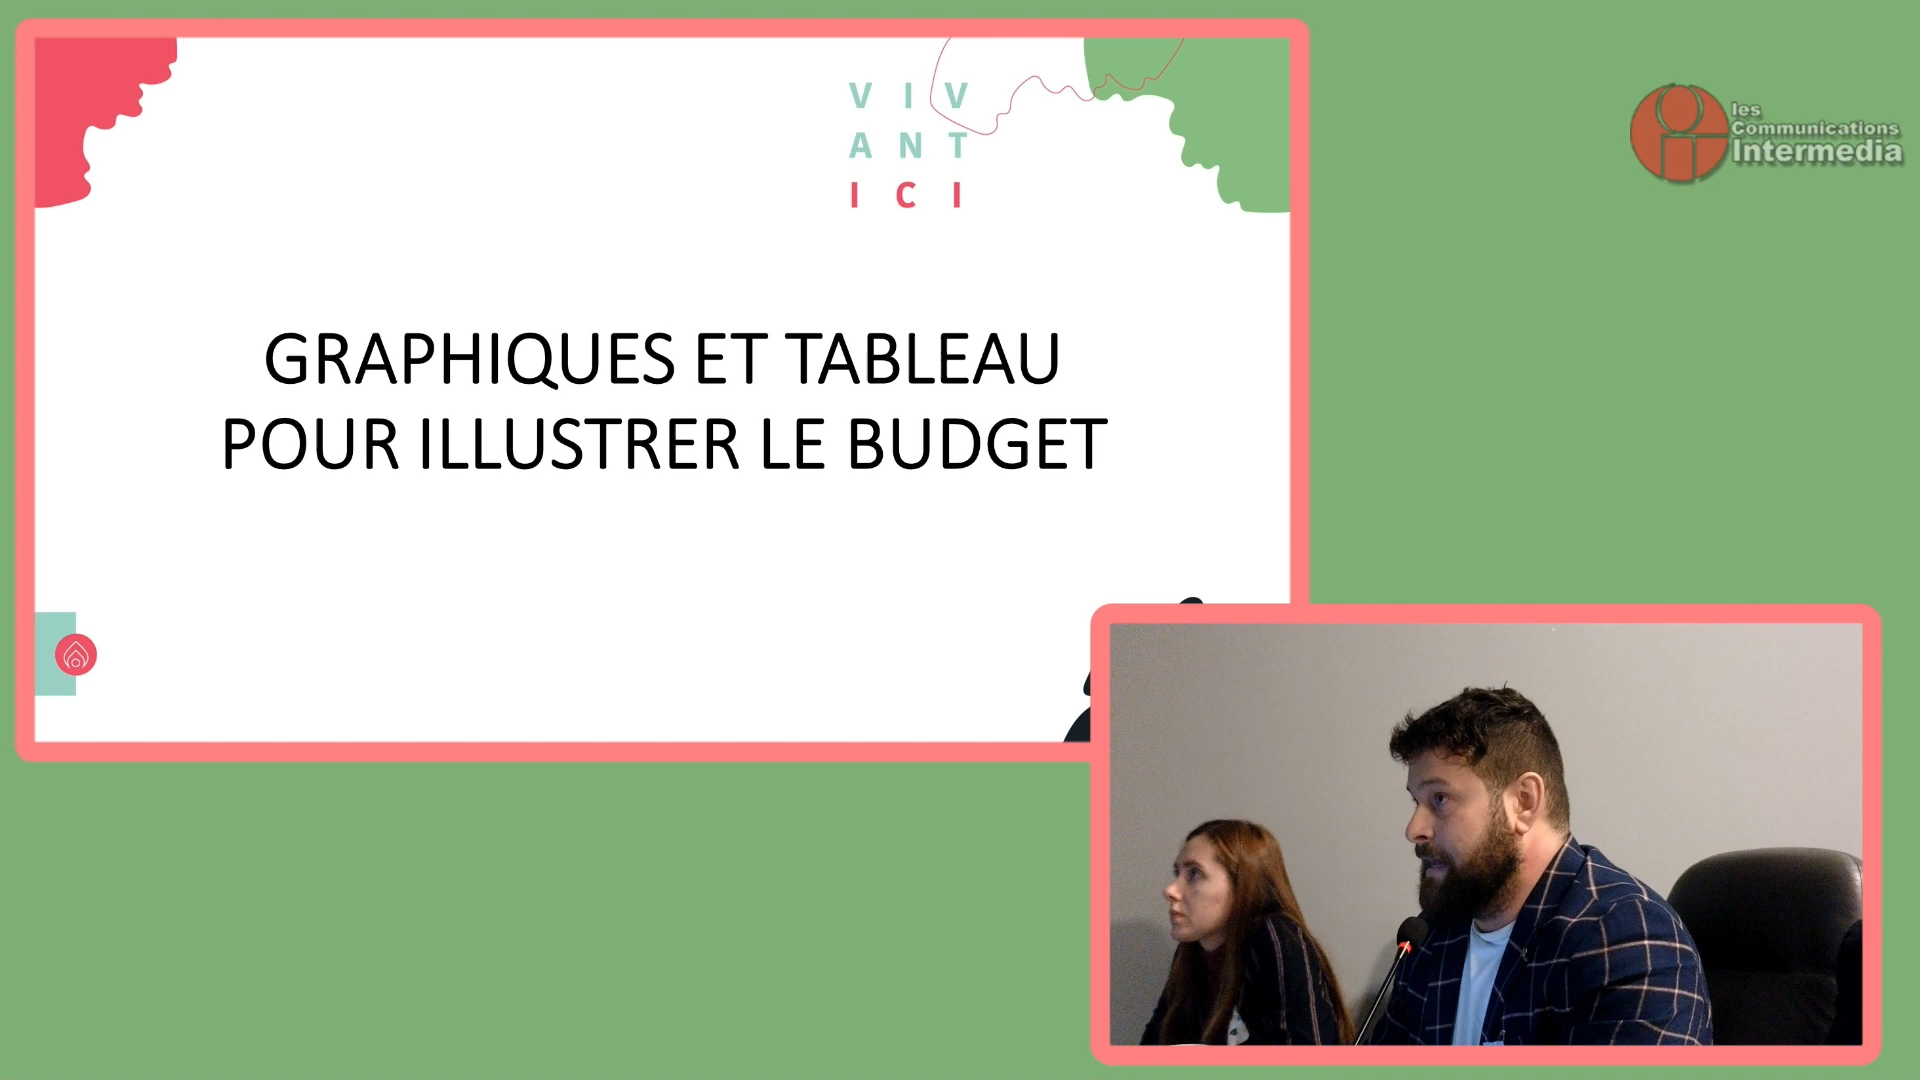 V I V
A N T
I C I
GRAPHIQUES ET TABLEAU
POUR ILLUSTRER LE BUDGET
les
Communications
Intermedia